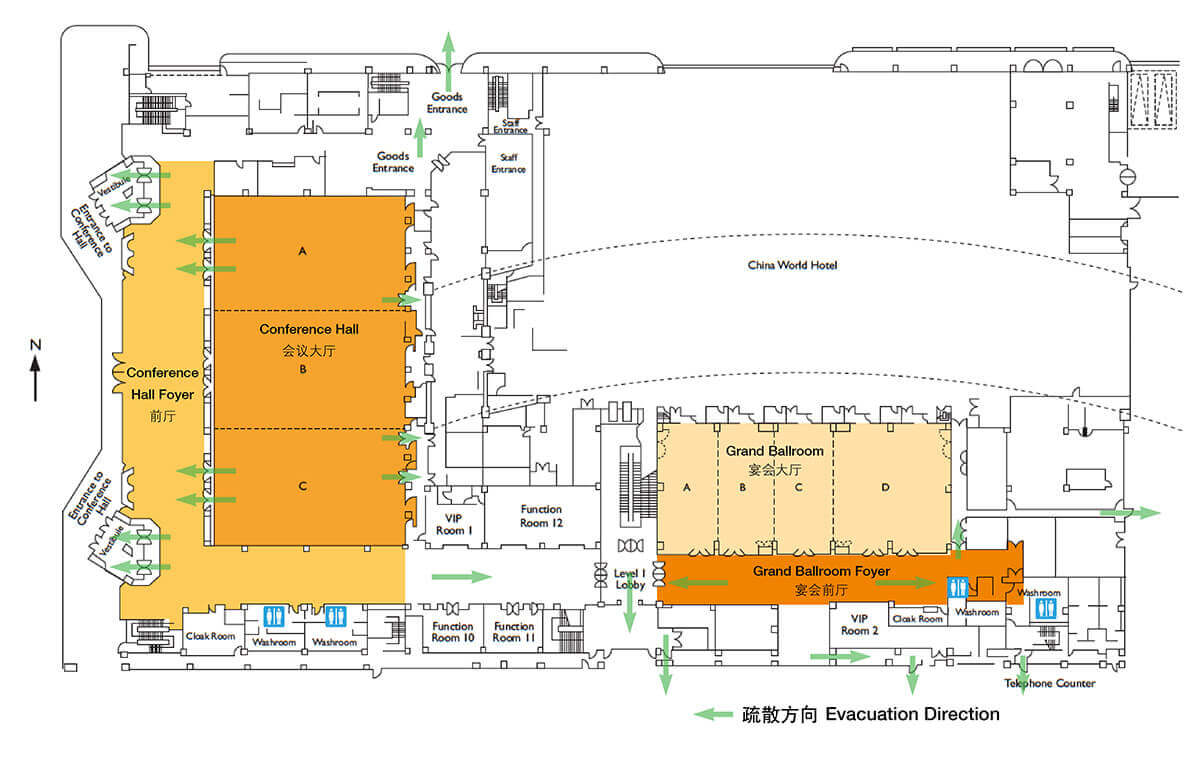 Goods
Entrance
Staff
Entrance
Goods
Entrance
Staff
Entrance
Vestibule
Entrance to
Conference
Hall
A
China World Hotel
N
Conference Hall
会议大厅
B
Conference
Hall Foyer
前厅
Grand Ballroom
宴会大厅
A
B
C
D
C
Entrance to
Conference
Hall
VIP
Room 1
Function
Room 12
Vestibule
Level 1
Lobby
Grand Ballroom Foyer
宴会前厅
Washroom
Cloak Room
Washroom
Washroom
Function
Room 10
Function
Room 11
VIP
Room 2
Cloak Room
Washroom
Telephone Counter
疏散方向 Evacuation Direction